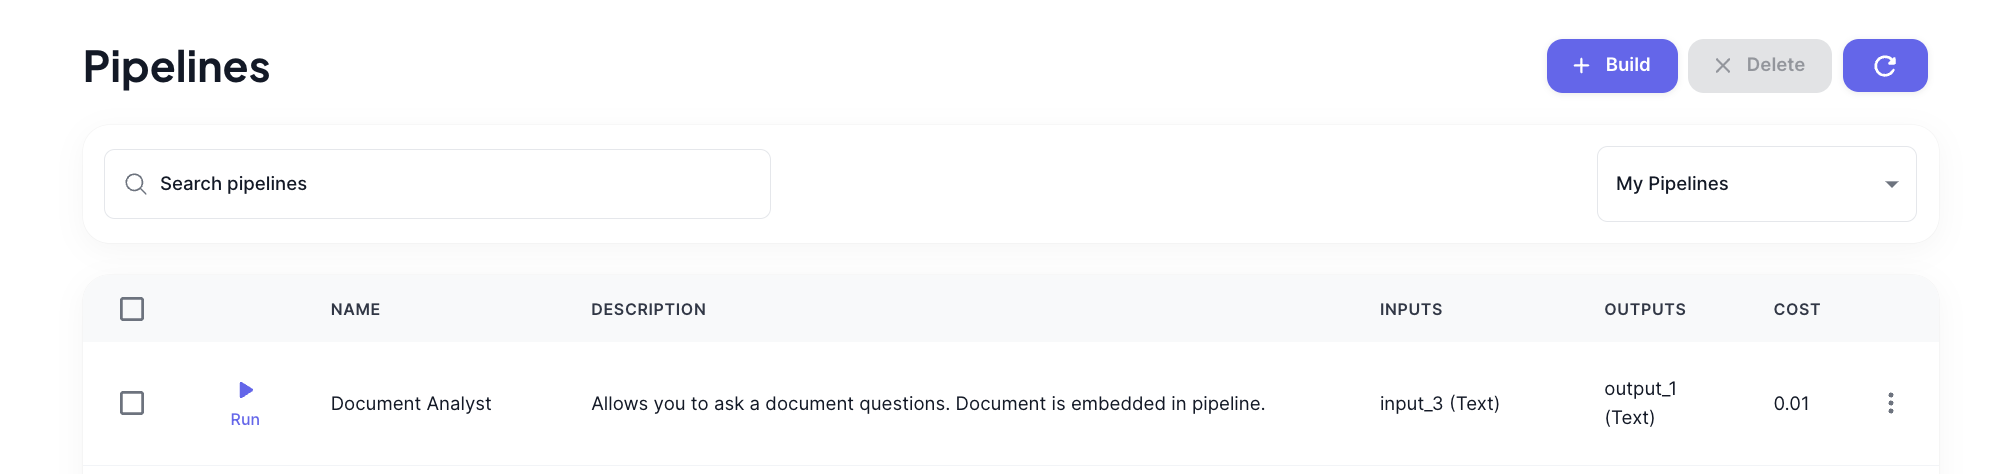 Pipelines
Build
Delete
Search pipelines
My Pipelines
NAME
DESCRIPTION
INPUTS
OUTPUTS
COST
Run
Document Analyst
Allows you to ask a document questions. Document is embedded in pipeline.
input_3 (Text)
output_1
(Text)
0.01